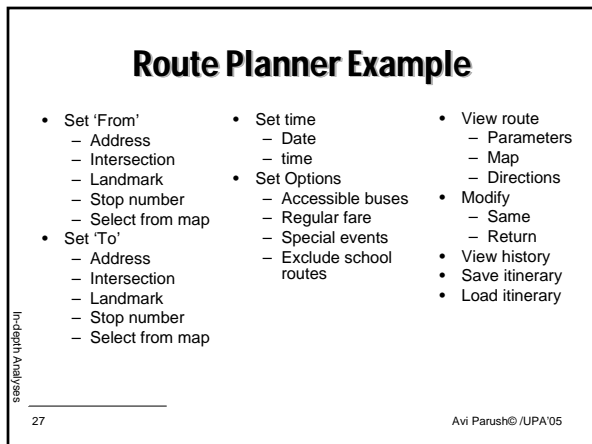 Route Planner Example
• Set 'From'
– Address
– Intersection
– Landmark
– Stop number
– Select from map
• Set 'To'
– Address
– Intersection
– Landmark
– Stop number
– Select from map
• Set time
– Date
– time
• Set Options
– Accessible buses
– Regular fare
– Special events
– Exclude school
routes
• View route
– Parameters
– Map
– Directions
• Modify
– Same
– Return
• View history
• Save itinerary
• Load itinerary
In-depth Analyses
27
Avi Parush© /UPA'05